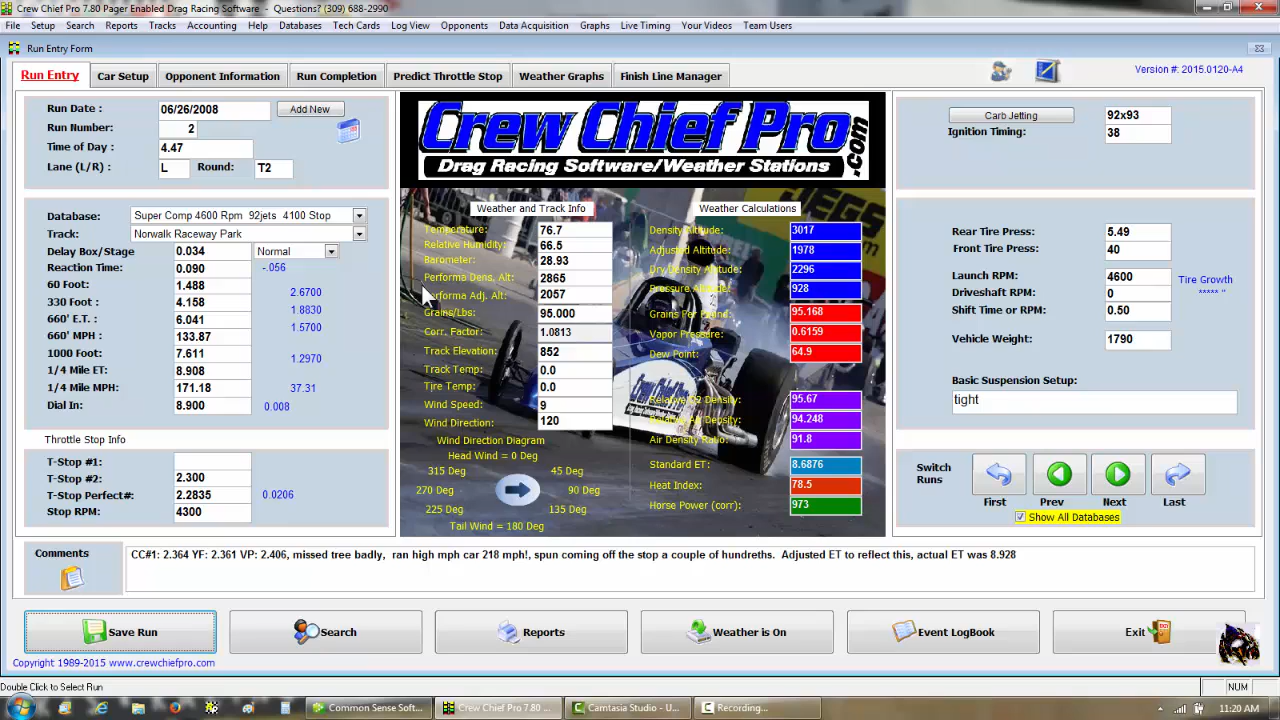 Crew Chief Pro 7.80 Pager Enabled Drag Racing Software - Questions? (309) 688-2990
File Setup Search Reports Tracks Accounting Help Databases Tech Cards Log View Opponents Data Acquisition Graphs Live Timing Your Videos Team Users
Run Entry Form
Run Entry Car Setup Opponent Information Run Completion Predict Throttle Stop Weather Graphs Finish Line Manager
Version #: 2015.0120-A4
Run Date : 06/26/2008 Add New
Run Number: 2
Time of Day: 4.47
Lane (L/R) : L Round: T2
Database: Super Comp 4600 Rpm 92jets 4100 Stop
Track: Norwalk Raceway Park
Delay Box/Stage 0.034 Normal
Reaction Time: 0.090 -.056
60 Foot: 1.488
2.6700
330 Foot : 4.158
1.8830
660' E.T.: 6.041
1.5700
660' MPH: 133.87
1000 Foot: 7.611
1.2970
1/4 Mile ET: 8.908
1/4 Mile MPH: 171.18 37.31
Dial In: 8.900 0.008
Throttle Stop Info
T-Stop #1:
T-Stop #2: 2.300
T-Stop Perfect#: 2.2835 0.0206
Stop RPM: 4300
Crew Chief Pro.com
Drag Racing Software/Weather Stations
JEGS
Crew Chief Pro
Weather and Track Info
Temperature: 76.7
Relative Humidity: 66.5
Barometer: 28.93
Performa Dens. Alt: 2865
Performa Adj. Alt: 2057
Grains/Lbs: 95.000
Corr. Factor: 1.0813
Track Elevation: 852
Track Temp: 0.0
Tire Temp: 0.0
Wind Speed: 9
Wind Direction: 120
Wind Direction Diagram
Head Wind = 0 Deg
315 Deg 45 Deg
270 Deg 90 Deg
225 Deg 135 Deg
Tail Wind = 180 Deg
Weather Calculations
Density Altitude: 3017
Adjusted Altitude: 1978
Dry Density Altitude: 2296
Pressure Altitude: 928
Grains Per Pound: 95.168
Vapor Pressure: 0.6159
Dew Point: 64.9
Relative O2 Density: 95.67
Relative Air Density: 94.248
Air Density Ratio: 91.8
Standard ET: 8.6876
Heat Index: 78.5
Horse Power (corr): 973
Carb Jetting 92x93
Ignition Timing: 38
Rear Tire Press: 5.49
Front Tire Press: 40
Launch RPM: 4600 Tire Growth
Driveshaft RPM: 0 ***** "
Shift Time or RPM: 0.50
Vehicle Weight: 1790
Basic Suspension Setup:
tight
Switch Runs
First Prev Next Last
Show All Databases
Comments
CC#1: 2.364 YF: 2.361 VP: 2.406, missed tree badly, ran high mph car 218 mph!, spun coming off the stop a couple of hundreths. Adjusted ET to reflect this, actual ET was 8.928
Save Run Search Reports Weather is On Event LogBook Exit
Copyright 1989-2015 www.crewchiefpro.com
Double Click to Select Run NUM
Common Sense Soft... Crew Chief Pro 7.80 ... Camtasia Studio - U... Recording... 11:20 AM